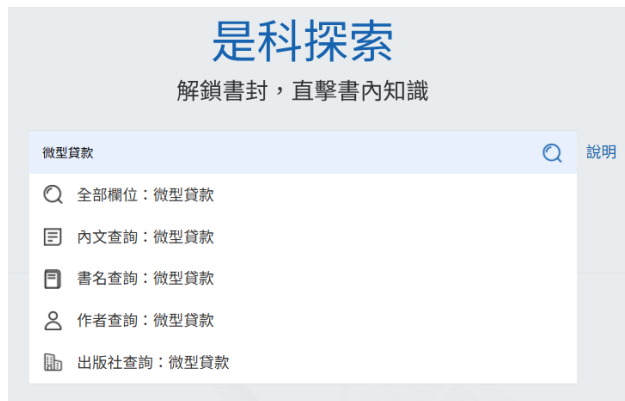 是科探索
解鎖書封，直擊書內知識
微型貸款 說明
全部欄位：微型貸款
內文查詢：微型貸款
書名查詢：微型貸款
作者查詢：微型貸款
出版社查詢：微型貸款